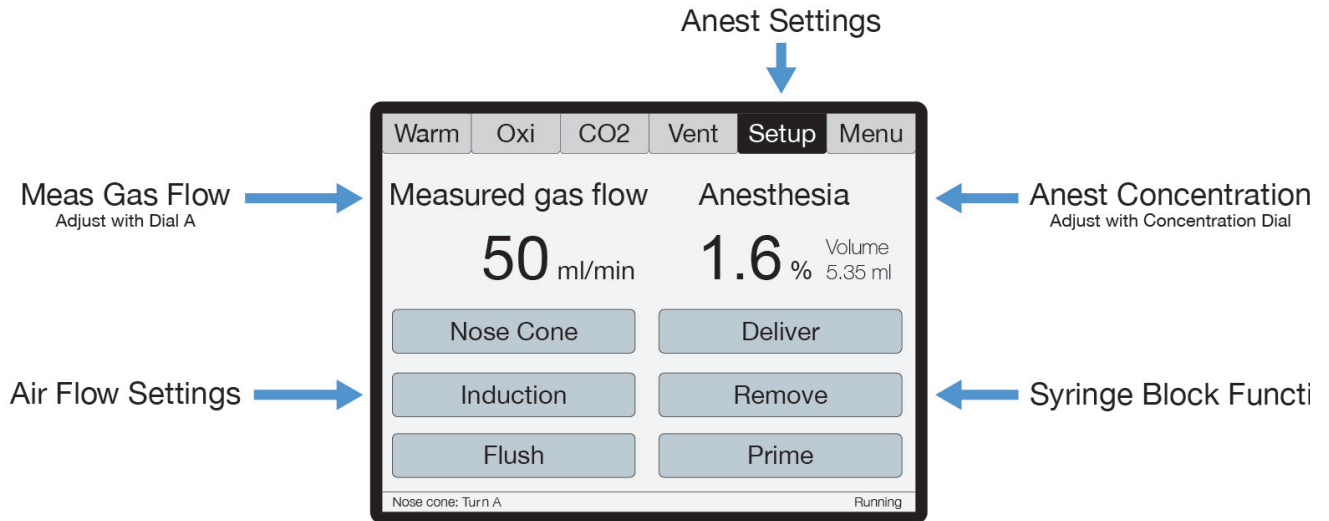 Anest Settings
Warm Oxi CO2 Vent Setup Menu
Meas Gas Flow
Adjust with Dial A
Measured gas flow
Anesthesia
Anest Concentration
Adjust with Concentration Dial
50 ml/min
1.6 %
Volume
5.35 ml
Nose Cone
Deliver
Air Flow Settings
Induction
Remove
Syringe Block Functi
Flush
Prime
Nose cone: Turn A
Running